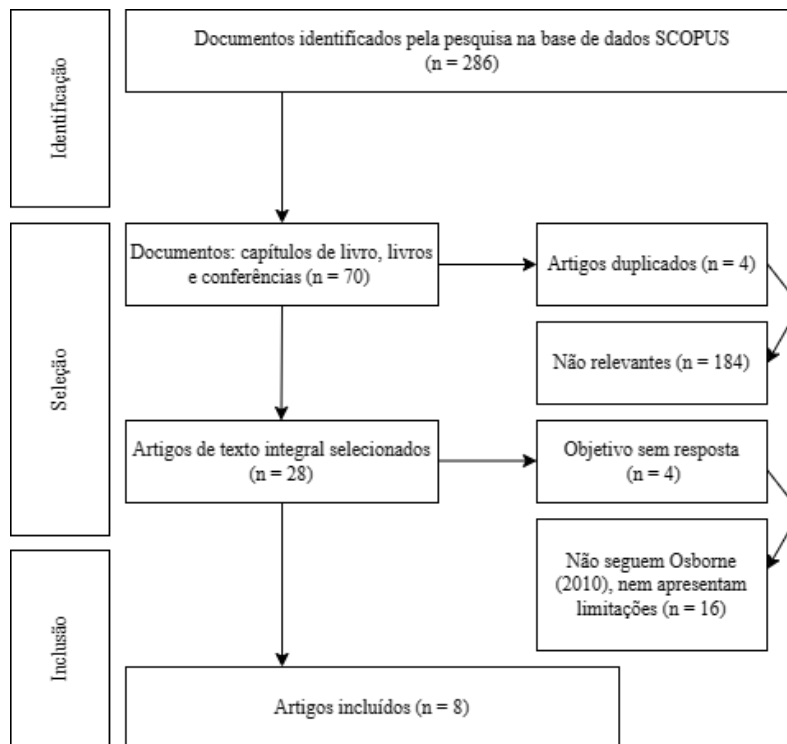 Identificação
Documentos identificados pela pesquisa na base de dados SCOPUS
(n = 286)
Seleção
Documentos: capítulos de livro, livros
e conferências (n = 70)
Artigos duplicados (n = 4)
Não relevantes (n = 184)
Artigos de texto integral selecionados
(n = 28)
Objetivo sem resposta
(n = 4)
Não seguem Osborne
(2010), nem apresentam
limitações (n = 16)
Inclusão
Artigos incluídos (n = 8)